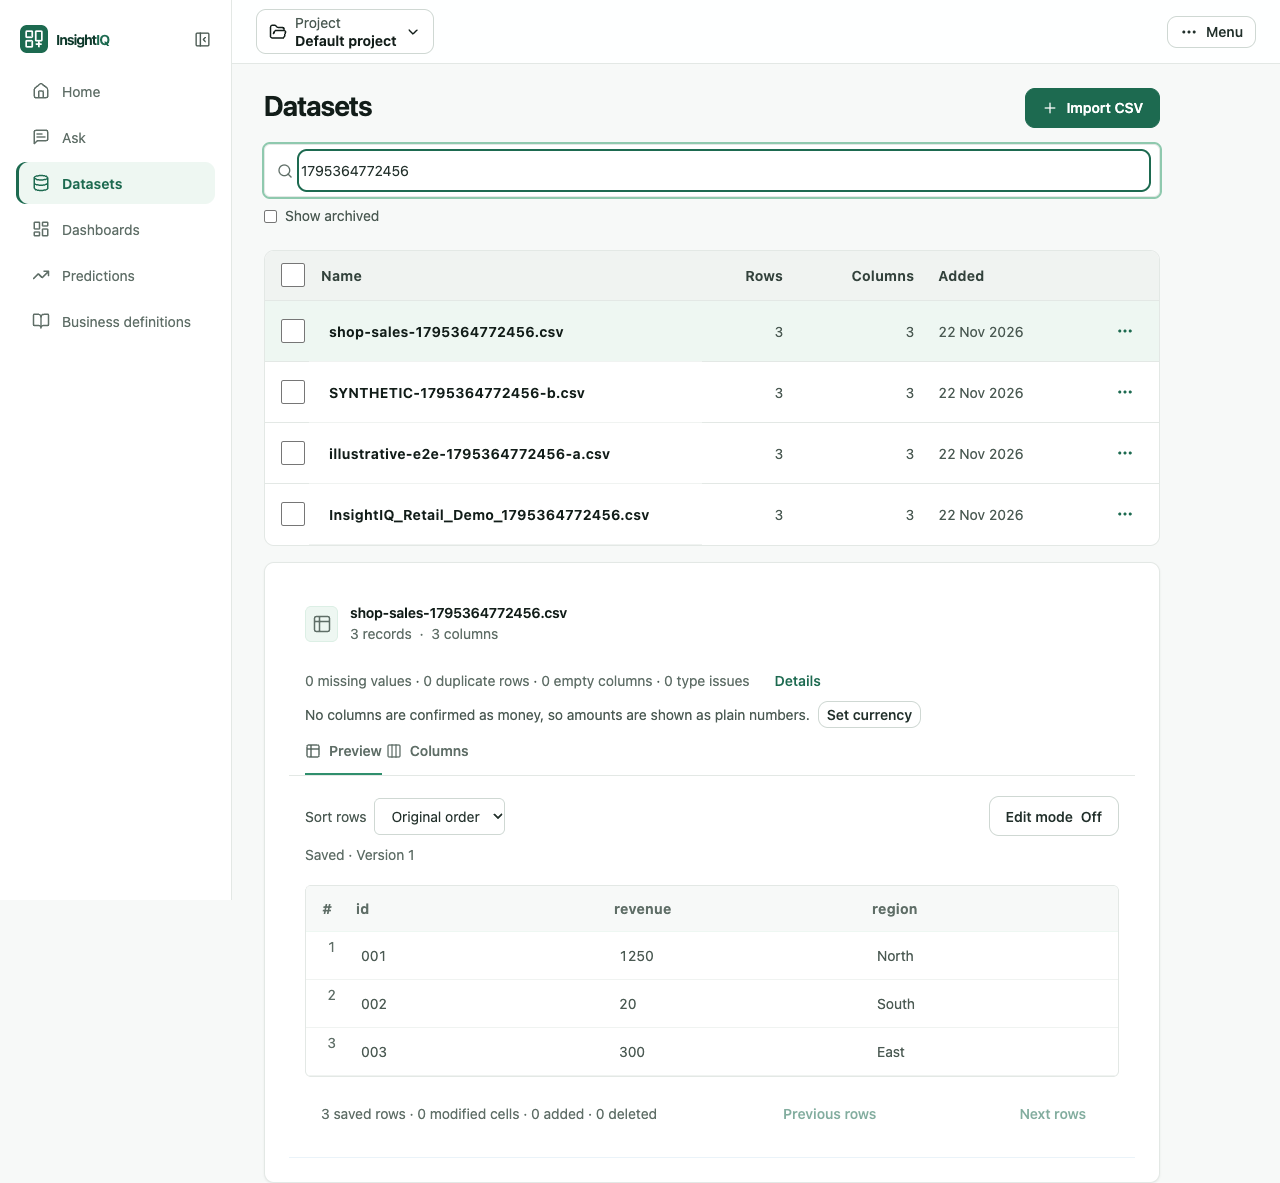 InsightIQ
Project
Default project
Menu
Home
Ask
Datasets
Dashboards
Predictions
Business definitions
Datasets
Import CSV
1795364772456
Show archived
Name Rows Columns Added
shop-sales-1795364772456.csv 3 3 22 Nov 2026
SYNTHETIC-1795364772456-b.csv 3 3 22 Nov 2026
illustrative-e2e-1795364772456-a.csv 3 3 22 Nov 2026
InsightIQ_Retail_Demo_1795364772456.csv 3 3 22 Nov 2026
shop-sales-1795364772456.csv
3 records · 3 columns
0 missing values · 0 duplicate rows · 0 empty columns · 0 type issues Details
No columns are confirmed as money, so amounts are shown as plain numbers. Set currency
Preview Columns
Sort rows Original order Edit mode Off
Saved · Version 1
# id revenue region
1 001 1250 North
2 002 20 South
3 003 300 East
3 saved rows · 0 modified cells · 0 added · 0 deleted Previous rows Next rows